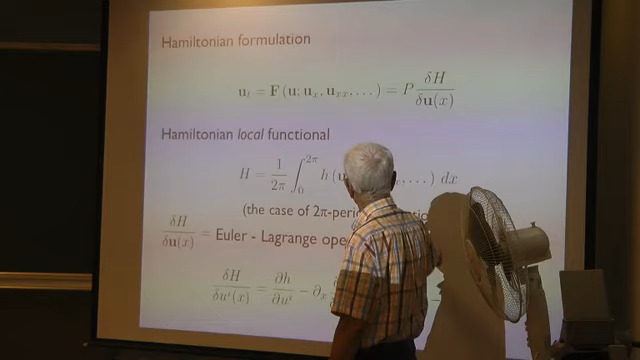 Hamiltonian formulation
u_t = F(u; u_x, u_xx, . . . ) = P δH/δu(x)
Hamiltonian local functional
H = 1/2π ∫_0^{2π} h (u . . . ) dx
(the case of 2π-peri
δH/δu(x) = Euler - Lagrange ope
δH/δu^i(x) = ∂h/∂u^i − ∂_x